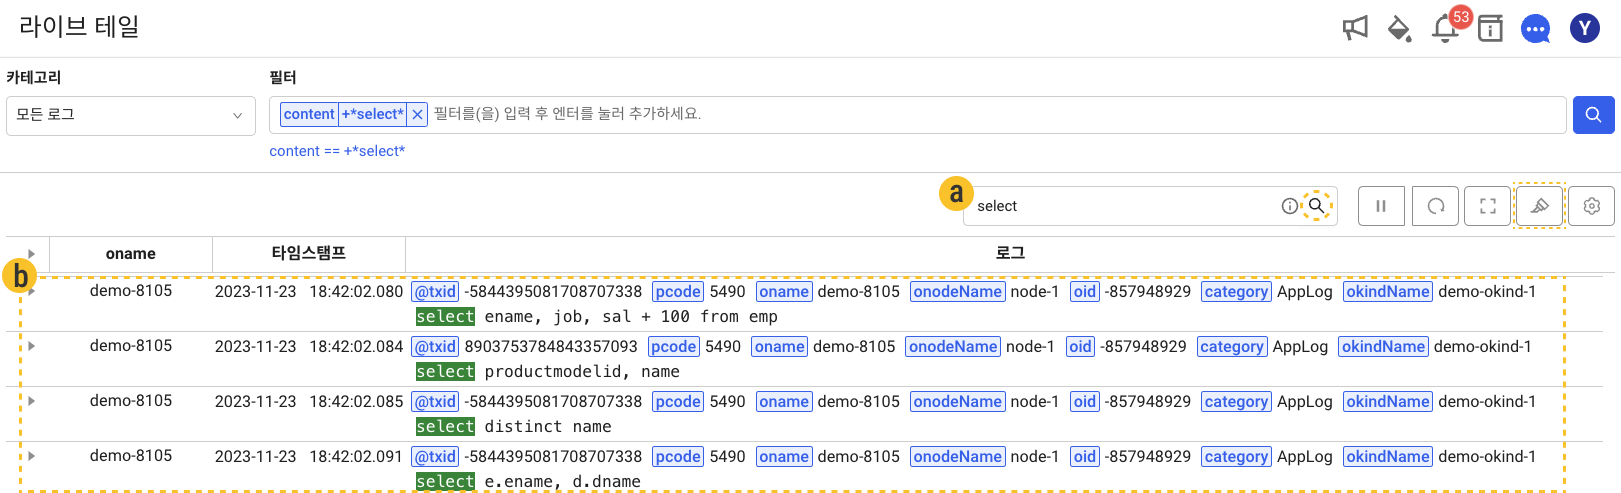 라이브 테일
53
Y
카테고리
필터
모든 로그
content +*select* × 필터를(을) 입력 후 엔터를 눌러 추가하세요.
content == +*select*
a
select
oname 타임스탬프 로그
b
demo-8105 2023-11-23 18:42:02.080 @txid -5844395081708707338 pcode 5490 oname demo-8105 onodeName node-1 oid -857948929 category AppLog okindName demo-okind-1
select ename, job, sal + 100 from emp
demo-8105 2023-11-23 18:42:02.084 @txid 8903753784843357093 pcode 5490 oname demo-8105 onodeName node-1 oid -857948929 category AppLog okindName demo-okind-1
select productmodelid, name
demo-8105 2023-11-23 18:42:02.085 @txid -5844395081708707338 pcode 5490 oname demo-8105 onodeName node-1 oid -857948929 category AppLog okindName demo-okind-1
select distinct name
demo-8105 2023-11-23 18:42:02.091 @txid -5844395081708707338 pcode 5490 oname demo-8105 onodeName node-1 oid -857948929 category AppLog okindName demo-okind-1
select e.ename, d.dname